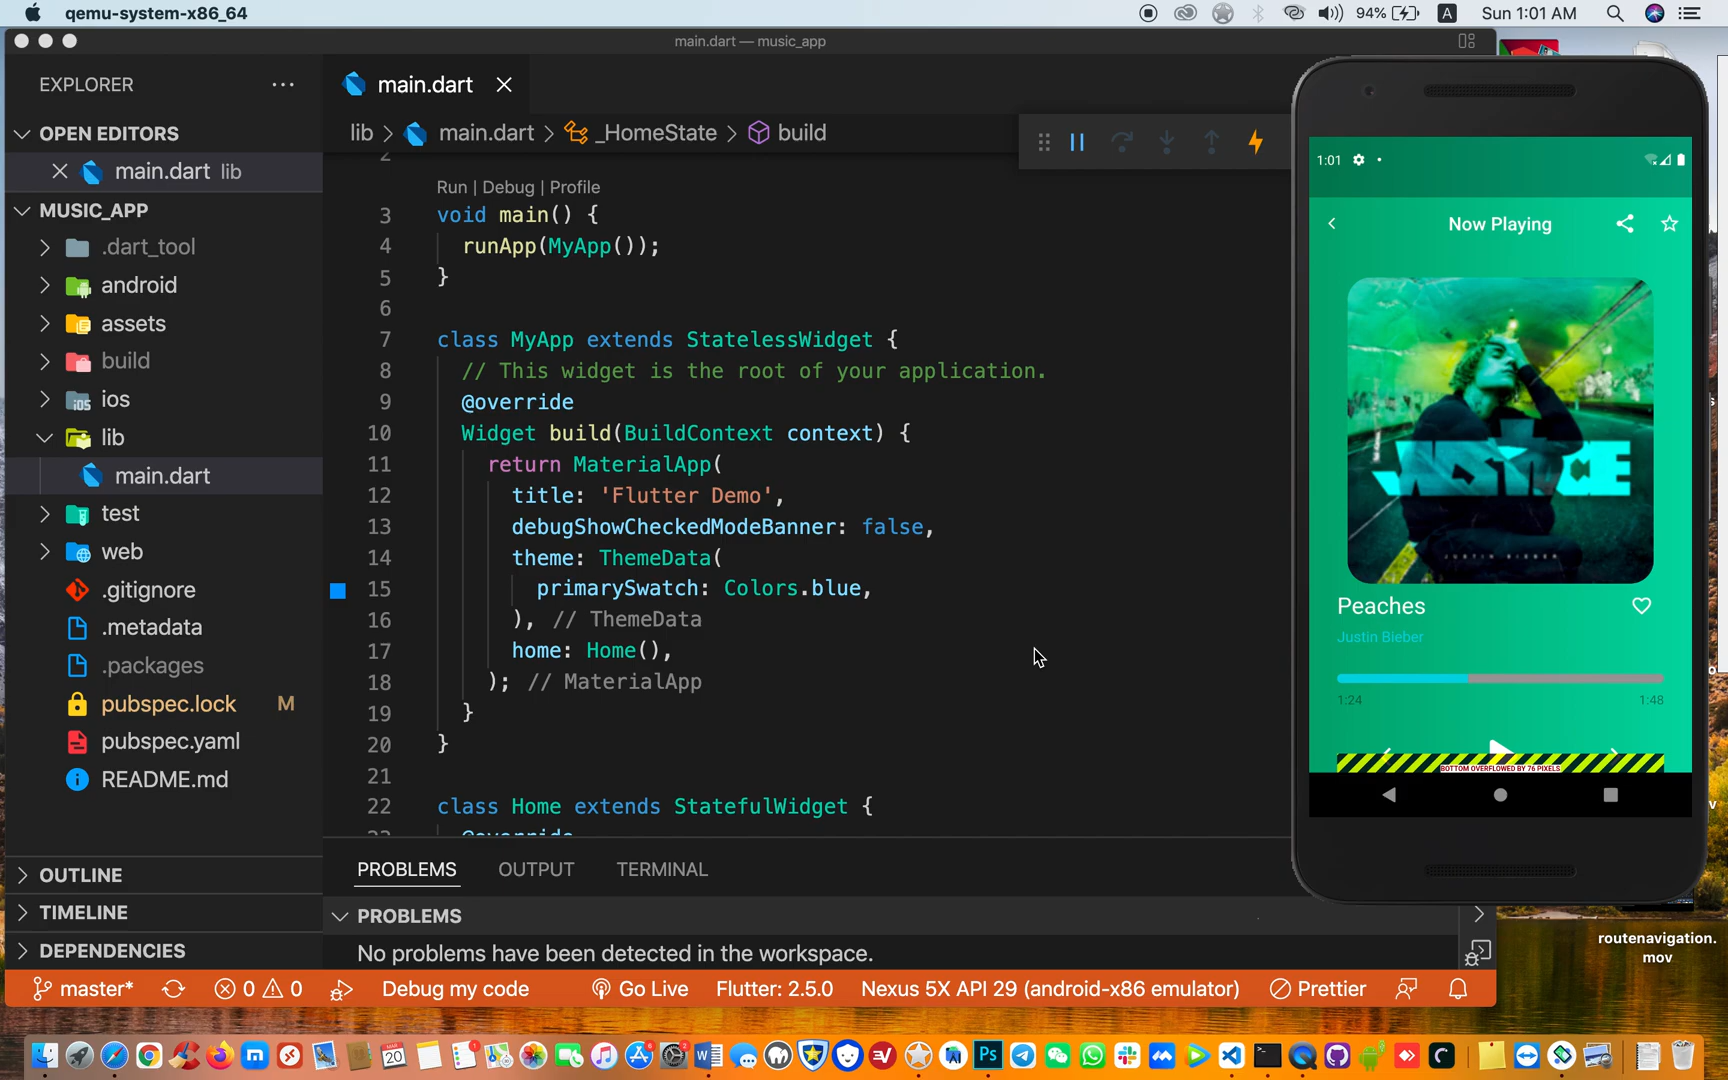 qemu-system-x86_64
94%
A
Sun 1:01 AM
main.dart — music_app
EXPLORER
main.dart
OPEN EDITORS
lib > main.dart > _HomeState > build
main.dart lib
2
Run | Debug | Profile
MUSIC_APP
3 void main() {
.dart_tool
4 runApp(MyApp());
android
5 }
6
assets
7 class MyApp extends StatelessWidget {
build
8 // This widget is the root of your application.
ios
9 @override
lib
10 Widget build(BuildContext context) {
main.dart
11 return MaterialApp(
12 title: 'Flutter Demo',
test
13 debugShowCheckedModeBanner: false,
web
14 theme: ThemeData(
.gitignore
15 primarySwatch: Colors.blue,
.metadata
16 ), // ThemeData
.packages
17 home: Home(),
pubspec.lock M
18 ); // MaterialApp
19 }
pubspec.yaml
20 }
README.md
21
22 class Home extends StatefulWidget {
OUTLINE
TIMELINE
DEPENDENCIES
PROBLEMS
OUTPUT
TERMINAL
PROBLEMS
No problems have been detected in the workspace.
1:01
Now Playing
JUSTICE
JUSTIN BIEBER
Peaches
Justin Bieber
1:24
1:48
BOTTOM OVERFLOWED BY 76 PIXELS
routenavigation.
mov
master*
0
0
Debug my code
Go Live
Flutter: 2.5.0
Nexus 5X API 29 (android-x86 emulator)
Prettier
MAR
20
Ps